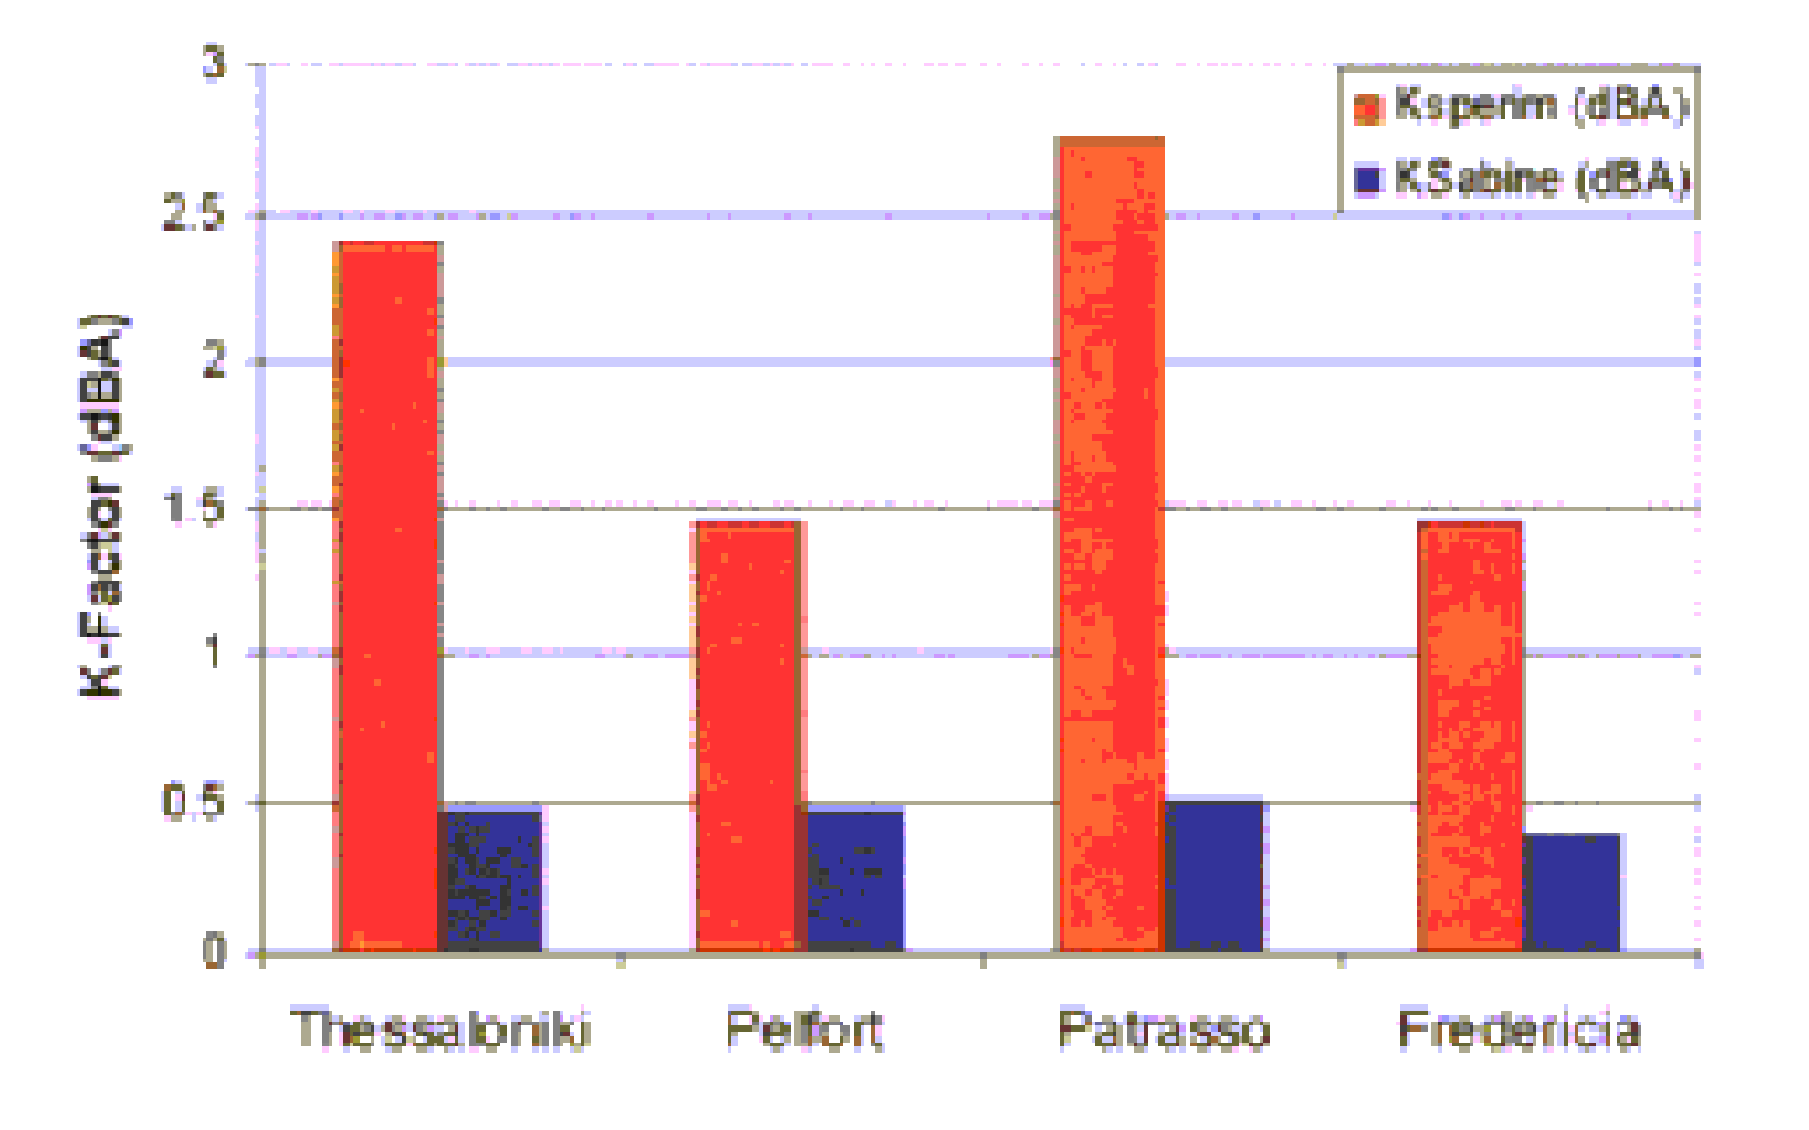 3
Ksperim (dBA)
KSabine (dBA)
2.5
2
K-Factor (dBA)
1.5
1
0.5
0
Thessaloniki Pelfort Patrasso Fredericia